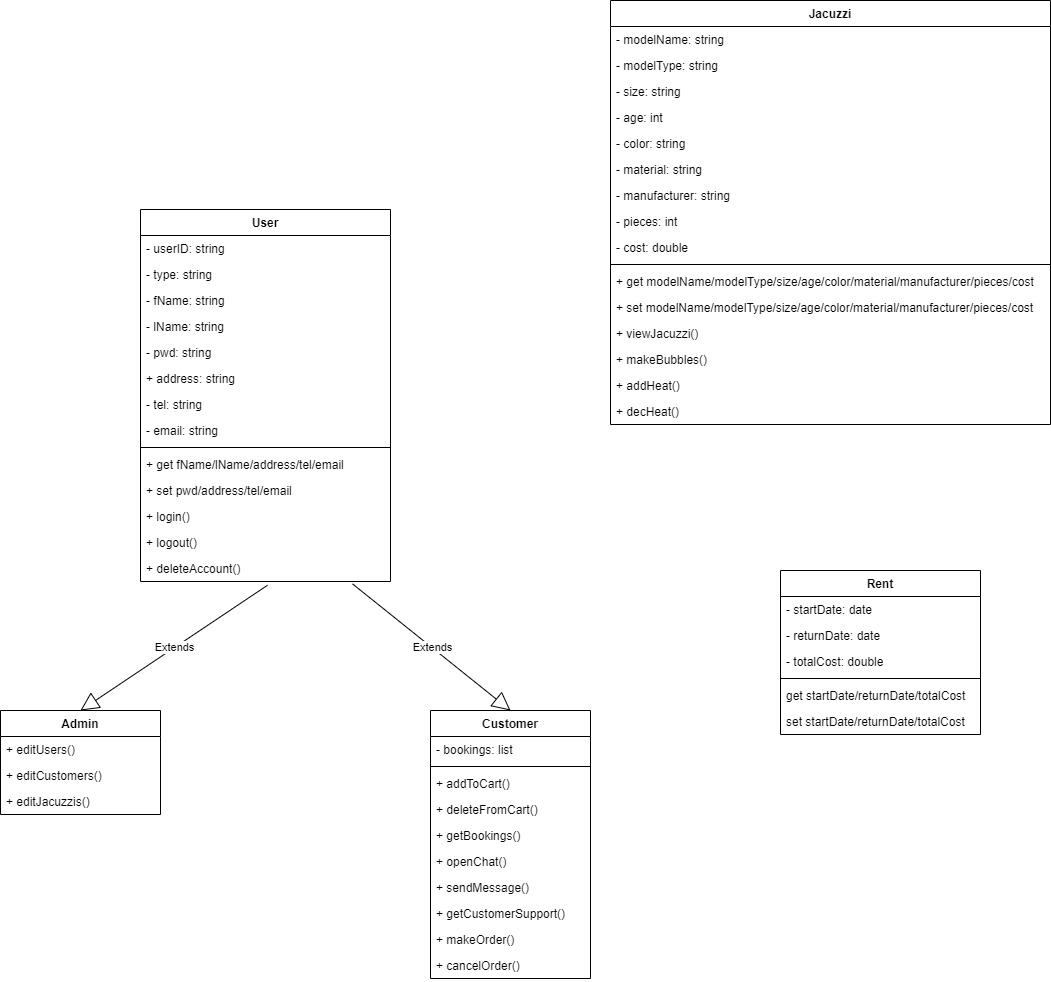 Jacuzzi
- modelName: string
- modelType: string
- size: string
- age: int
- color: string
- material: string
- manufacturer: string
- pieces: int
- cost: double
+ get modelName/modelType/size/age/color/material/manufacturer/pieces/cost
+ set modelName/modelType/size/age/color/material/manufacturer/pieces/cost
+ viewJacuzzi()
+ makeBubbles()
+ addHeat()
+ decHeat()
User
- userID: string
- type: string
- fName: string
- lName: string
- pwd: string
+ address: string
- tel: string
- email: string
+ get fName/lName/address/tel/email
+ set pwd/address/tel/email
+ login()
+ logout()
+ deleteAccount()
Extends
Extends
Rent
- startDate: date
- returnDate: date
- totalCost: double
get startDate/returnDate/totalCost
set startDate/returnDate/totalCost
Admin
+ editUsers()
+ editCustomers()
+ editJacuzzis()
Customer
- bookings: list
+ addToCart()
+ deleteFromCart()
+ getBookings()
+ openChat()
+ sendMessage()
+ getCustomerSupport()
+ makeOrder()
+ cancelOrder()